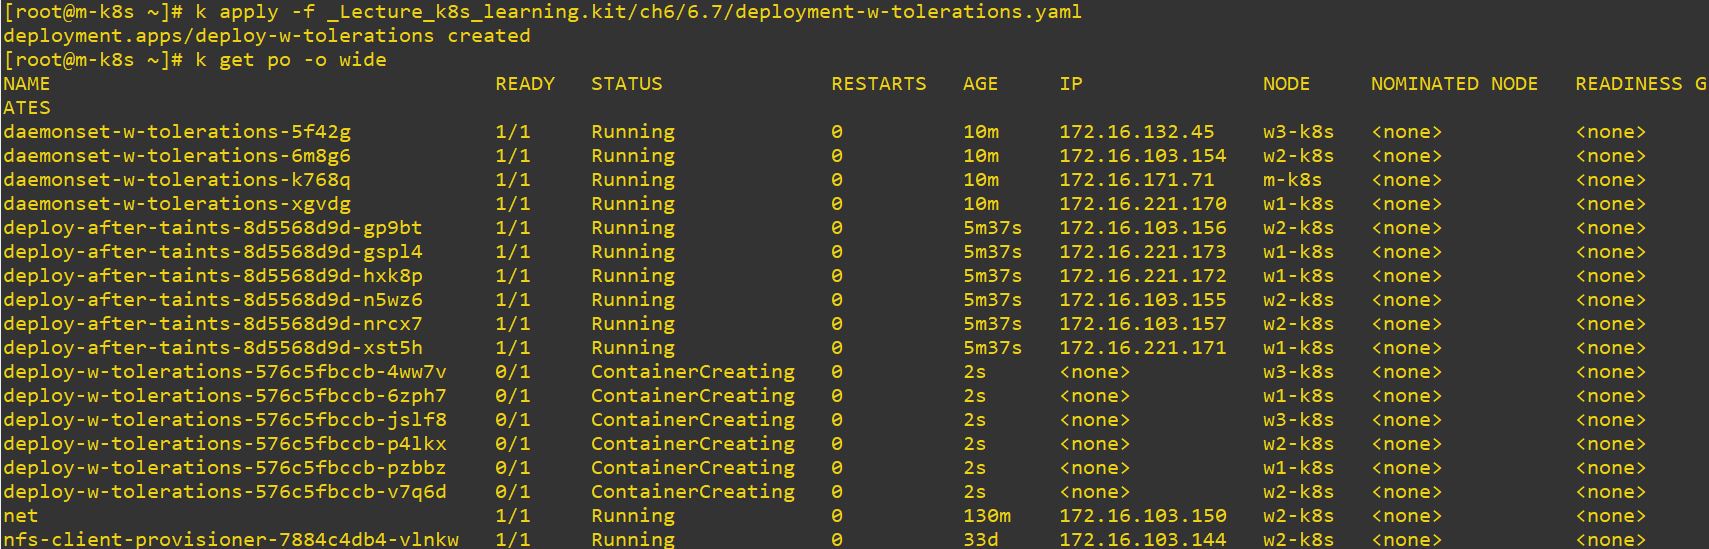 [root@m-k8s ~]# k apply -f _Lecture_k8s_learning.kit/ch6/6.7/deployment-w-tolerations.yaml
deployment.apps/deploy-w-tolerations created
[root@m-k8s ~]# k get po -o wide
NAME READY STATUS RESTARTS AGE IP NODE NOMINATED NODE READINESS G
ATES
daemonset-w-tolerations-5f42g 1/1 Running 0 10m 172.16.132.45 w3-k8s <none> <none>
daemonset-w-tolerations-6m8g6 1/1 Running 0 10m 172.16.103.154 w2-k8s <none> <none>
daemonset-w-tolerations-k768q 1/1 Running 0 10m 172.16.171.71 m-k8s <none> <none>
daemonset-w-tolerations-xgvdg 1/1 Running 0 10m 172.16.221.170 w1-k8s <none> <none>
deploy-after-taints-8d5568d9d-gp9bt 1/1 Running 0 5m37s 172.16.103.156 w2-k8s <none> <none>
deploy-after-taints-8d5568d9d-gspl4 1/1 Running 0 5m37s 172.16.221.173 w1-k8s <none> <none>
deploy-after-taints-8d5568d9d-hxk8p 1/1 Running 0 5m37s 172.16.221.172 w1-k8s <none> <none>
deploy-after-taints-8d5568d9d-n5wz6 1/1 Running 0 5m37s 172.16.103.155 w2-k8s <none> <none>
deploy-after-taints-8d5568d9d-nrcx7 1/1 Running 0 5m37s 172.16.103.157 w2-k8s <none> <none>
deploy-after-taints-8d5568d9d-xst5h 1/1 Running 0 5m37s 172.16.221.171 w1-k8s <none> <none>
deploy-w-tolerations-576c5fbccb-4ww7v 0/1 ContainerCreating 0 2s <none> w3-k8s <none> <none>
deploy-w-tolerations-576c5fbccb-6zph7 0/1 ContainerCreating 0 2s <none> w1-k8s <none> <none>
deploy-w-tolerations-576c5fbccb-jslf8 0/1 ContainerCreating 0 2s <none> w3-k8s <none> <none>
deploy-w-tolerations-576c5fbccb-p4lkx 0/1 ContainerCreating 0 2s <none> w2-k8s <none> <none>
deploy-w-tolerations-576c5fbccb-pzbbz 0/1 ContainerCreating 0 2s <none> w1-k8s <none> <none>
deploy-w-tolerations-576c5fbccb-v7q6d 0/1 ContainerCreating 0 2s <none> w2-k8s <none> <none>
net 1/1 Running 0 130m 172.16.103.150 w2-k8s <none> <none>
nfs-client-provisioner-7884c4db4-vlnkw 1/1 Running 0 33d 172.16.103.144 w2-k8s <none> <none>